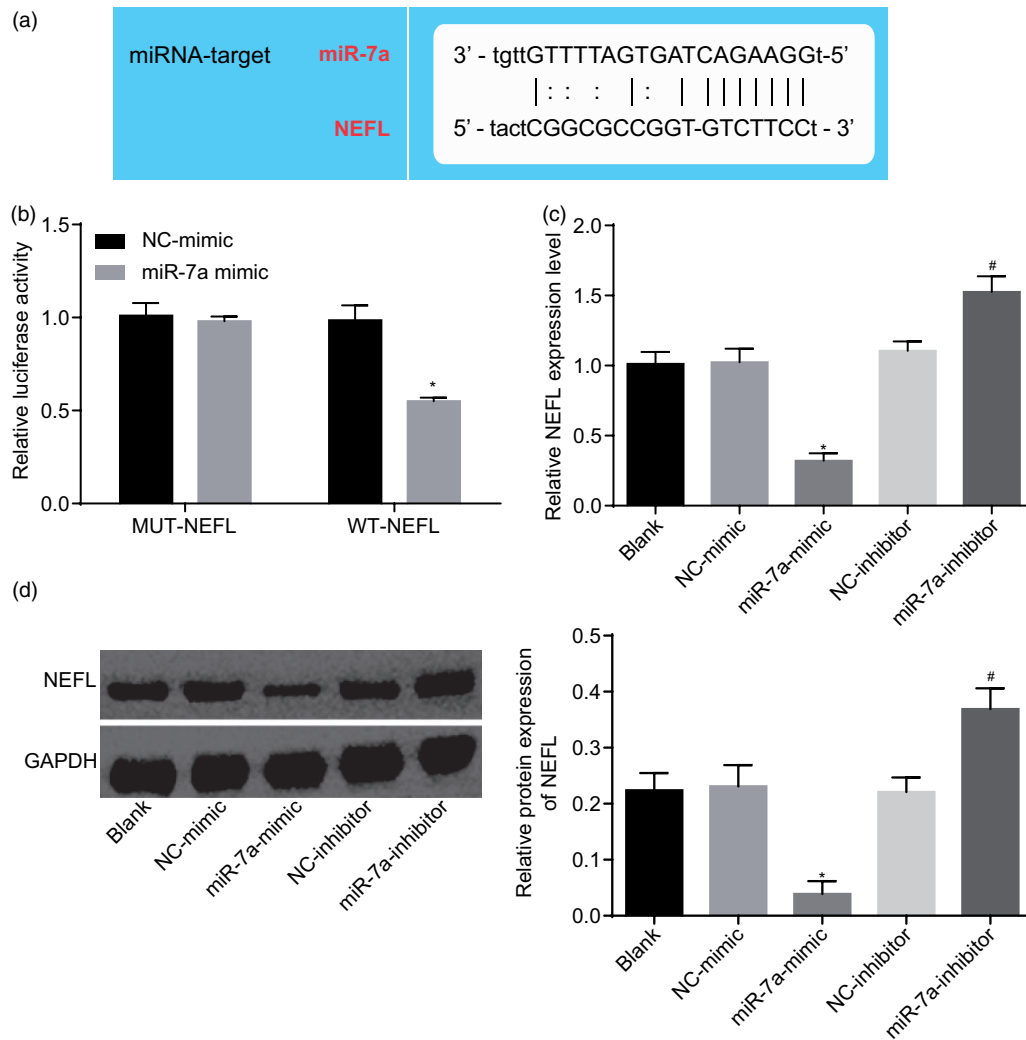 (a)
miRNA-target miR-7a
3' - tgttGTTTTAGTGATCAGAAGGt-5'
| : : : | : | | | | | | | |
NEFL
5' - tactCGGCGCCGGT-GTCTTCCt - 3'
(b)
Relative luciferase activity
1.5
1.0
0.5
0.0
NC-mimic
miR-7a mimic
*
MUT-NEFL
WT-NEFL
(c)
Relative NEFL expression level
2.0
1.5
1.0
0.5
0.0
*
#
Blank
NC-mimic
miR-7a-mimic
NC-inhibitor
miR-7a-inhibitor
(d)
NEFL
GAPDH
Blank
NC-mimic
miR-7a-mimic
NC-inhibitor
miR-7a-inhibitor
Relative protein expression
of NEFL
0.5
0.4
0.3
0.2
0.1
0.0
*
#
Blank
NC-mimic
miR-7a-mimic
NC-inhibitor
miR-7a-inhibitor